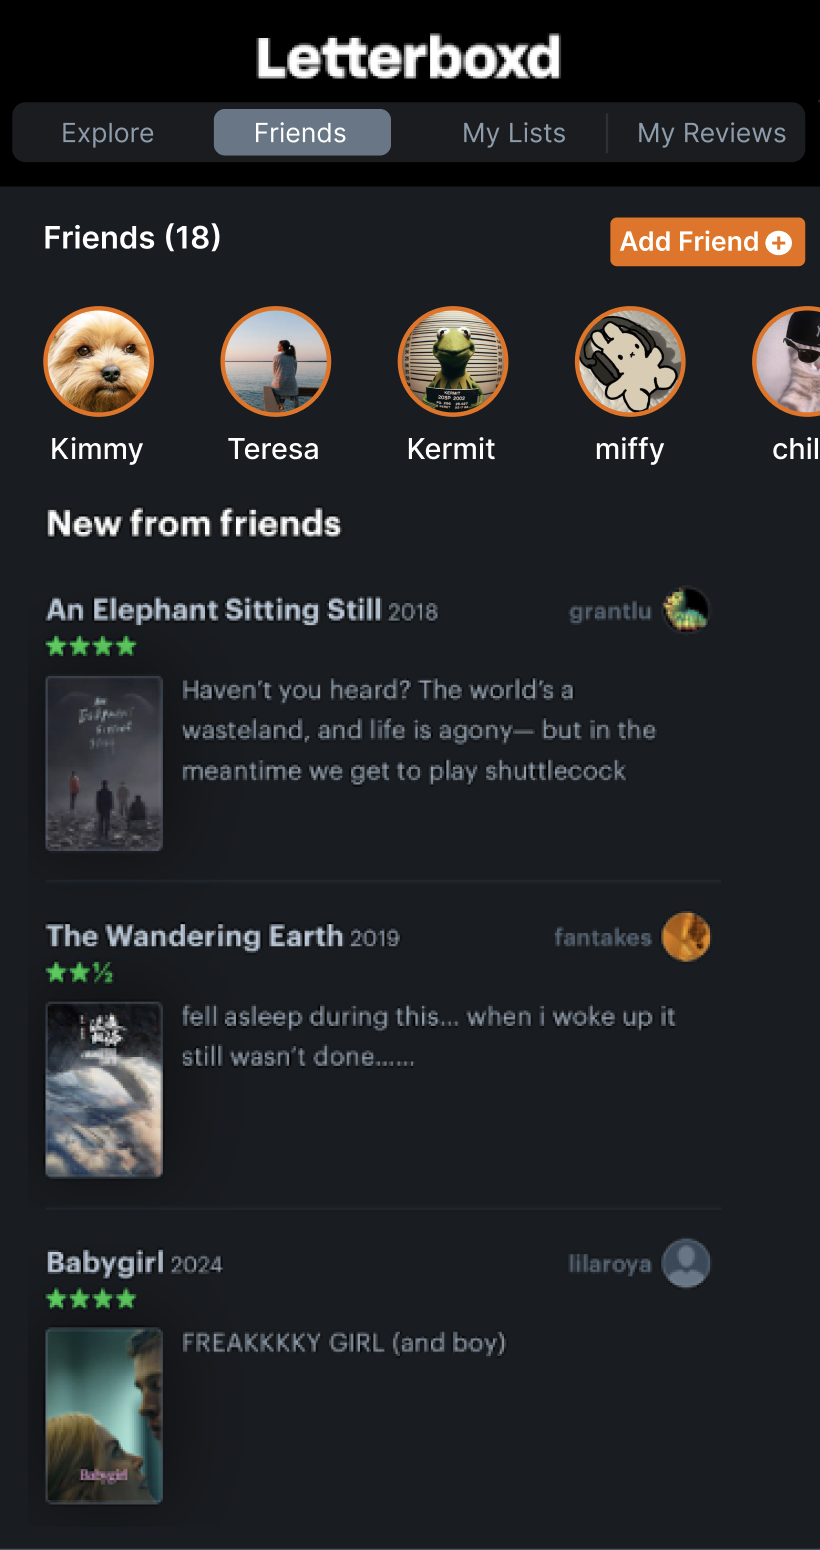 Letterboxd
Explore Friends My Lists My Reviews
Friends (18) Add Friend
Kimmy Teresa Kermit miffy chil
New from friends
An Elephant Sitting Still 2018 grantlu
★★★★
Haven’t you heard? The world’s a
wasteland, and life is agony— but in the
meantime we get to play shuttlecock
The Wandering Earth 2019 fantakes
★★½
fell asleep during this... when i woke up it
still wasn’t done......
Babygirl 2024 lilaroya
★★★★
FREAKKKKY GIRL (and boy)
Babygirl